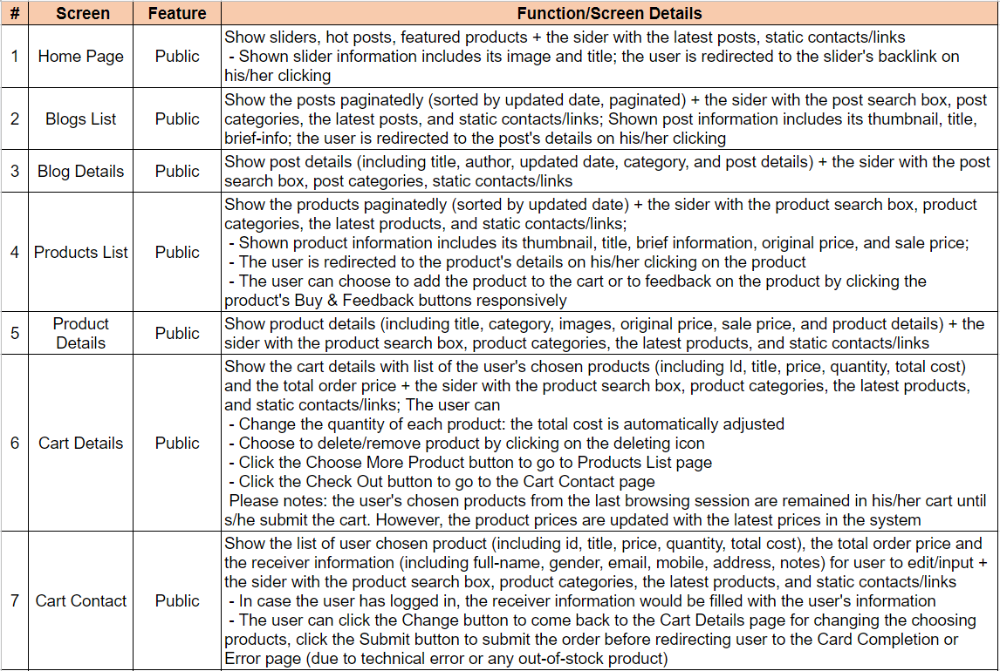 # Screen Feature Function/Screen Details
1 Home Page Public
Show sliders, hot posts, featured products + the sider with the latest posts, static contacts/links
- Shown slider information includes its image and title; the user is redirected to the slider's backlink on
his/her clicking
2 Blogs List Public
Show the posts paginatedly (sorted by updated date, paginated) + the sider with the post search box, post
categories, the latest posts, and static contacts/links; Shown post information includes its thumbnail, title,
brief-info; the user is redirected to the post's details on his/her clicking
3 Blog Details Public
Show post details (including title, author, updated date, category, and post details) + the sider with the post
search box, post categories, static contacts/links
4 Products List Public
Show the products paginatedly (sorted by updated date) + the sider with the product search box, product
categories, the latest products, and static contacts/links;
- Shown product information includes its thumbnail, title, brief information, original price, and sale price;
- The user is redirected to the product's details on his/her clicking on the product
- The user can choose to add the product to the cart or to feedback on the product by clicking the
product's Buy & Feedback buttons responsively
5 Product
Details Public
Show product details (including title, category, images, original price, sale price, and product details) + the
sider with the product search box, product categories, the latest products, and static contacts/links
6 Cart Details Public
Show the cart details with list of the user's chosen products (including Id, title, price, quantity, total cost)
and the total order price + the sider with the product search box, product categories, the latest products,
and static contacts/links; The user can
- Change the quantity of each product: the total cost is automatically adjusted
- Choose to delete/remove product by clicking on the deleting icon
- Click the Choose More Product button to go to Products List page
- Click the Check Out button to go to the Cart Contact page
Please notes: the user's chosen products from the last browsing session are remained in his/her cart until
s/he submit the cart. However, the product prices are updated with the latest prices in the system
7 Cart Contact Public
Show the list of user chosen product (including id, title, price, quantity, total cost), the total order price and
the receiver information (including full-name, gender, email, mobile, address, notes) for user to edit/input +
the sider with the product search box, product categories, the latest products, and static contacts/links
- In case the user has logged in, the receiver information would be filled with the user's information
- The user can click the Change button to come back to the Cart Details page for changing the choosing
products, click the Submit button to submit the order before redirecting user to the Card Completion or
Error page (due to technical error or any out-of-stock product)